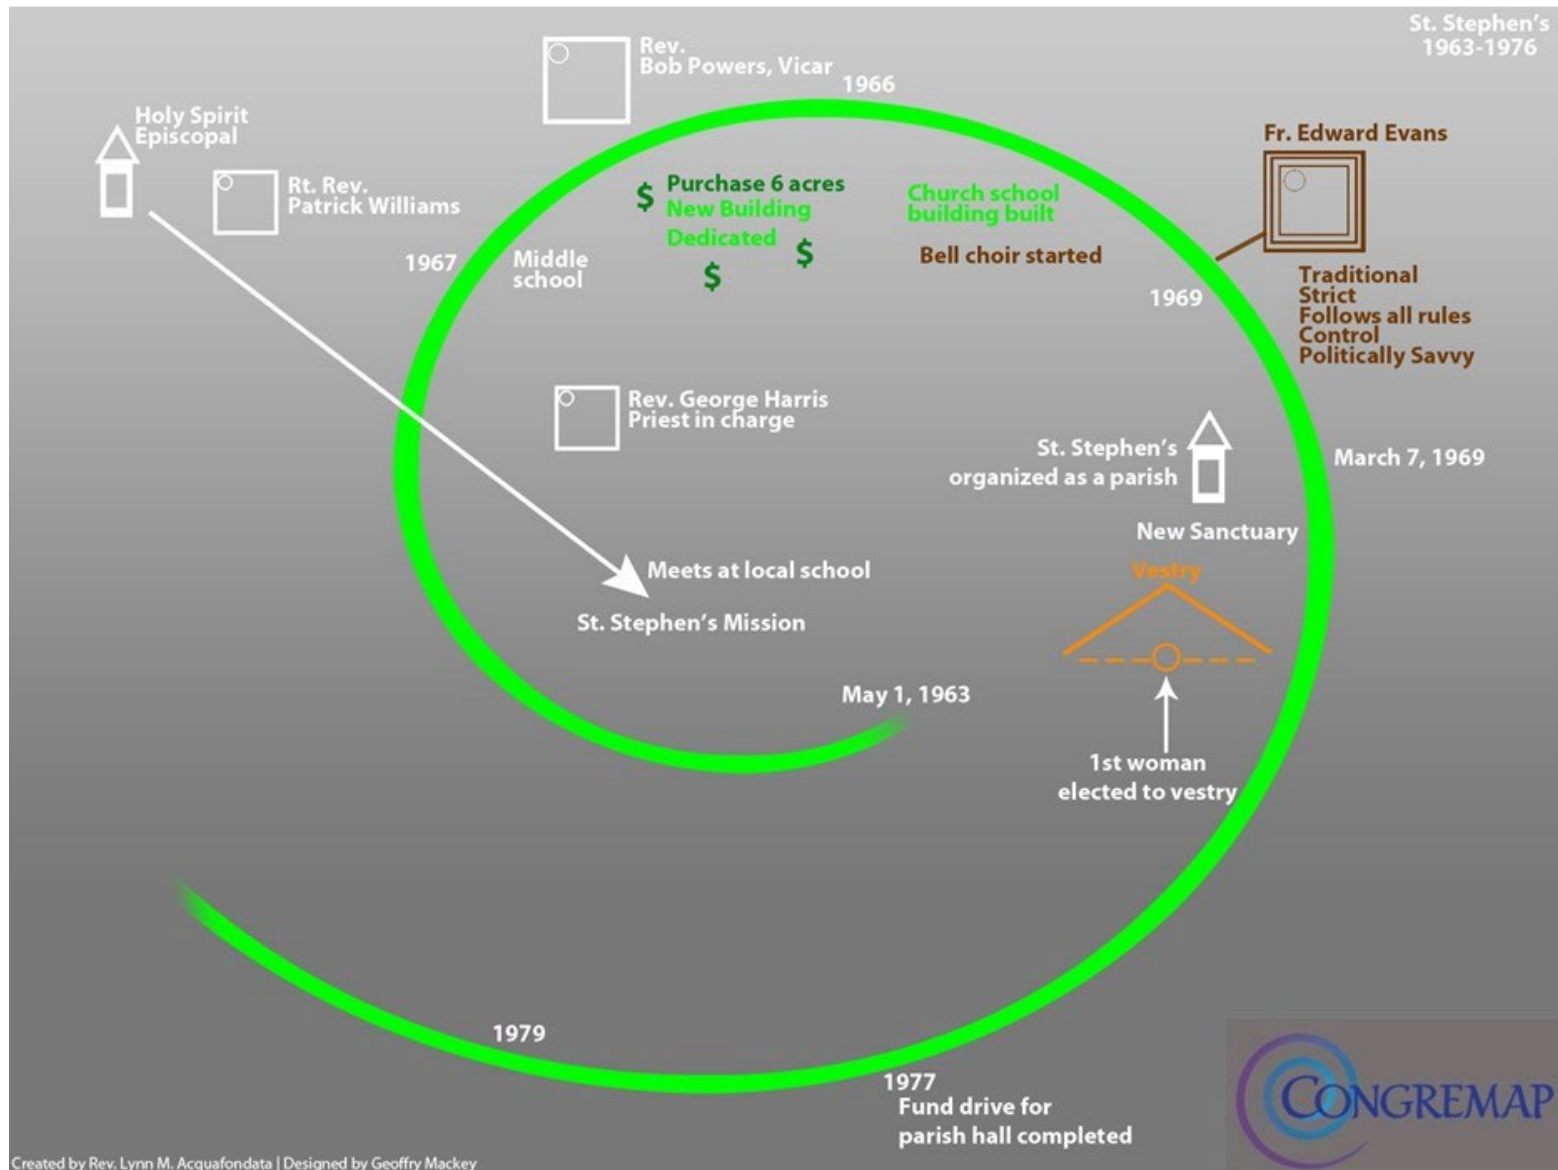 St. Stephen's
1963-1976
Rev.
Bob Powers, Vicar
1966
Holy Spirit
Episcopal
Rt. Rev.
Patrick Williams
Fr. Edward Evans
$
Purchase 6 acres
New Building
Dedicated
$
$
Church school
building built
Bell choir started
1967
Middle
school
1969
Traditional
Strict
Follows all rules
Control
Politically Savvy
Rev. George Harris
Priest in charge
St. Stephen's
organized as a parish
March 7, 1969
New Sanctuary
Vestry
Meets at local school
St. Stephen's Mission
May 1, 1963
1st woman
elected to vestry
1979
1977
Fund drive for
parish hall completed
CONGREMAP
Created by Rev. Lynn M. Acquafondata | Designed by Geoffry Mackey